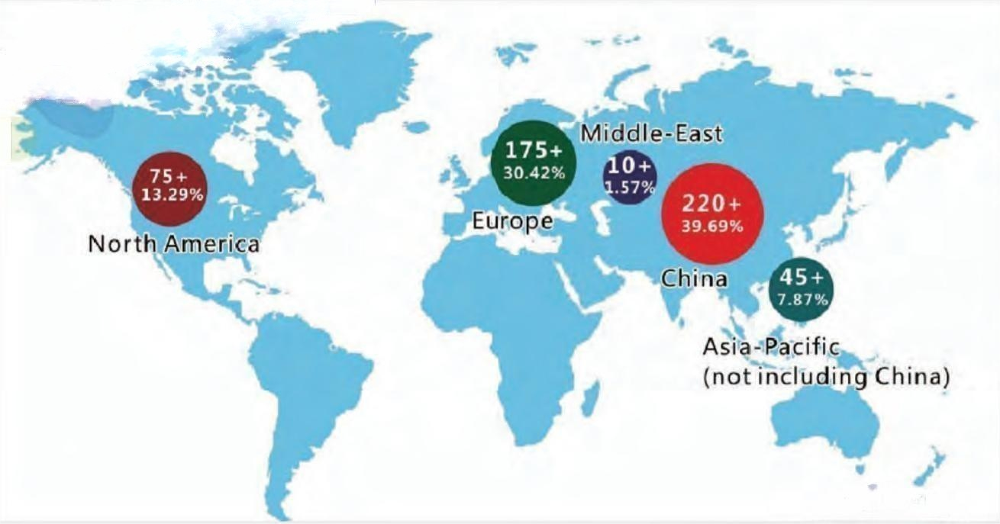 Middle-East
175+
30.42%
10+
1.57%
75+
13.29%
220+
39.69%
Europe
North America
China
45+
7.87%
Asia-Pacific
(not including China)